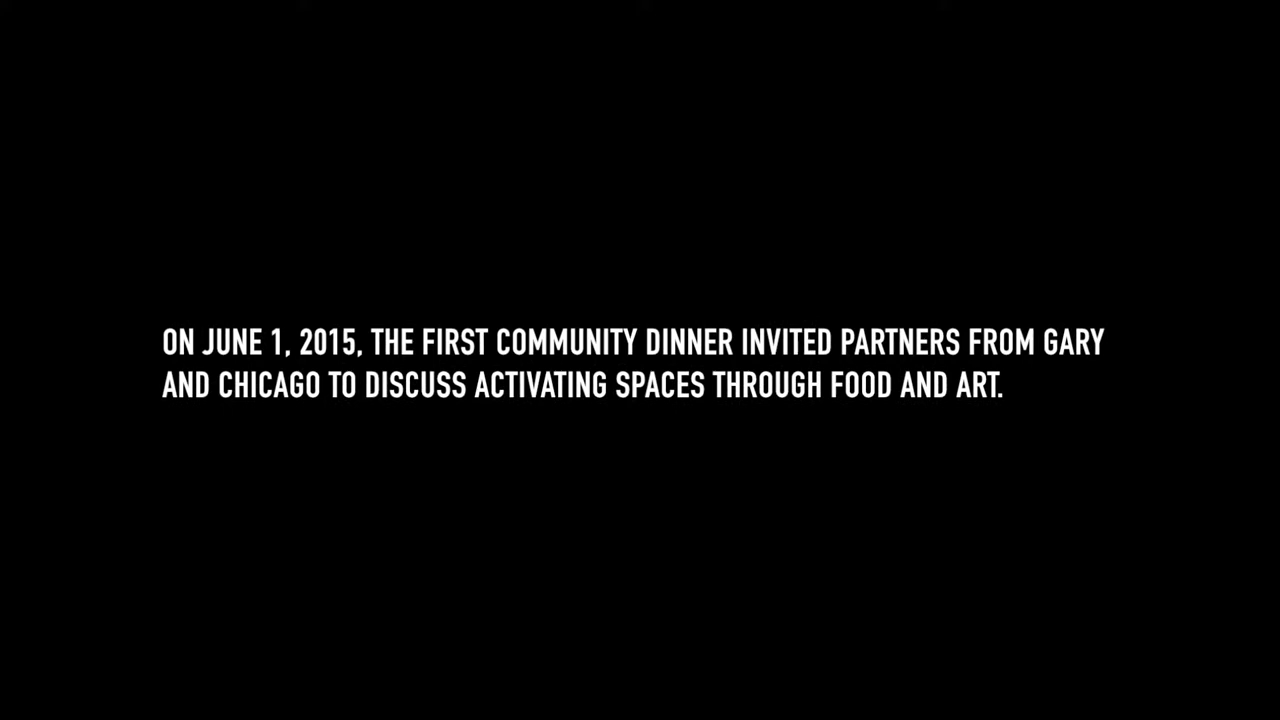 ON JUNE 1, 2015, THE FIRST COMMUNITY DINNER INVITED PARTNERS FROM GARY
AND CHICAGO TO DISCUSS ACTIVATING SPACES THROUGH FOOD AND ART.